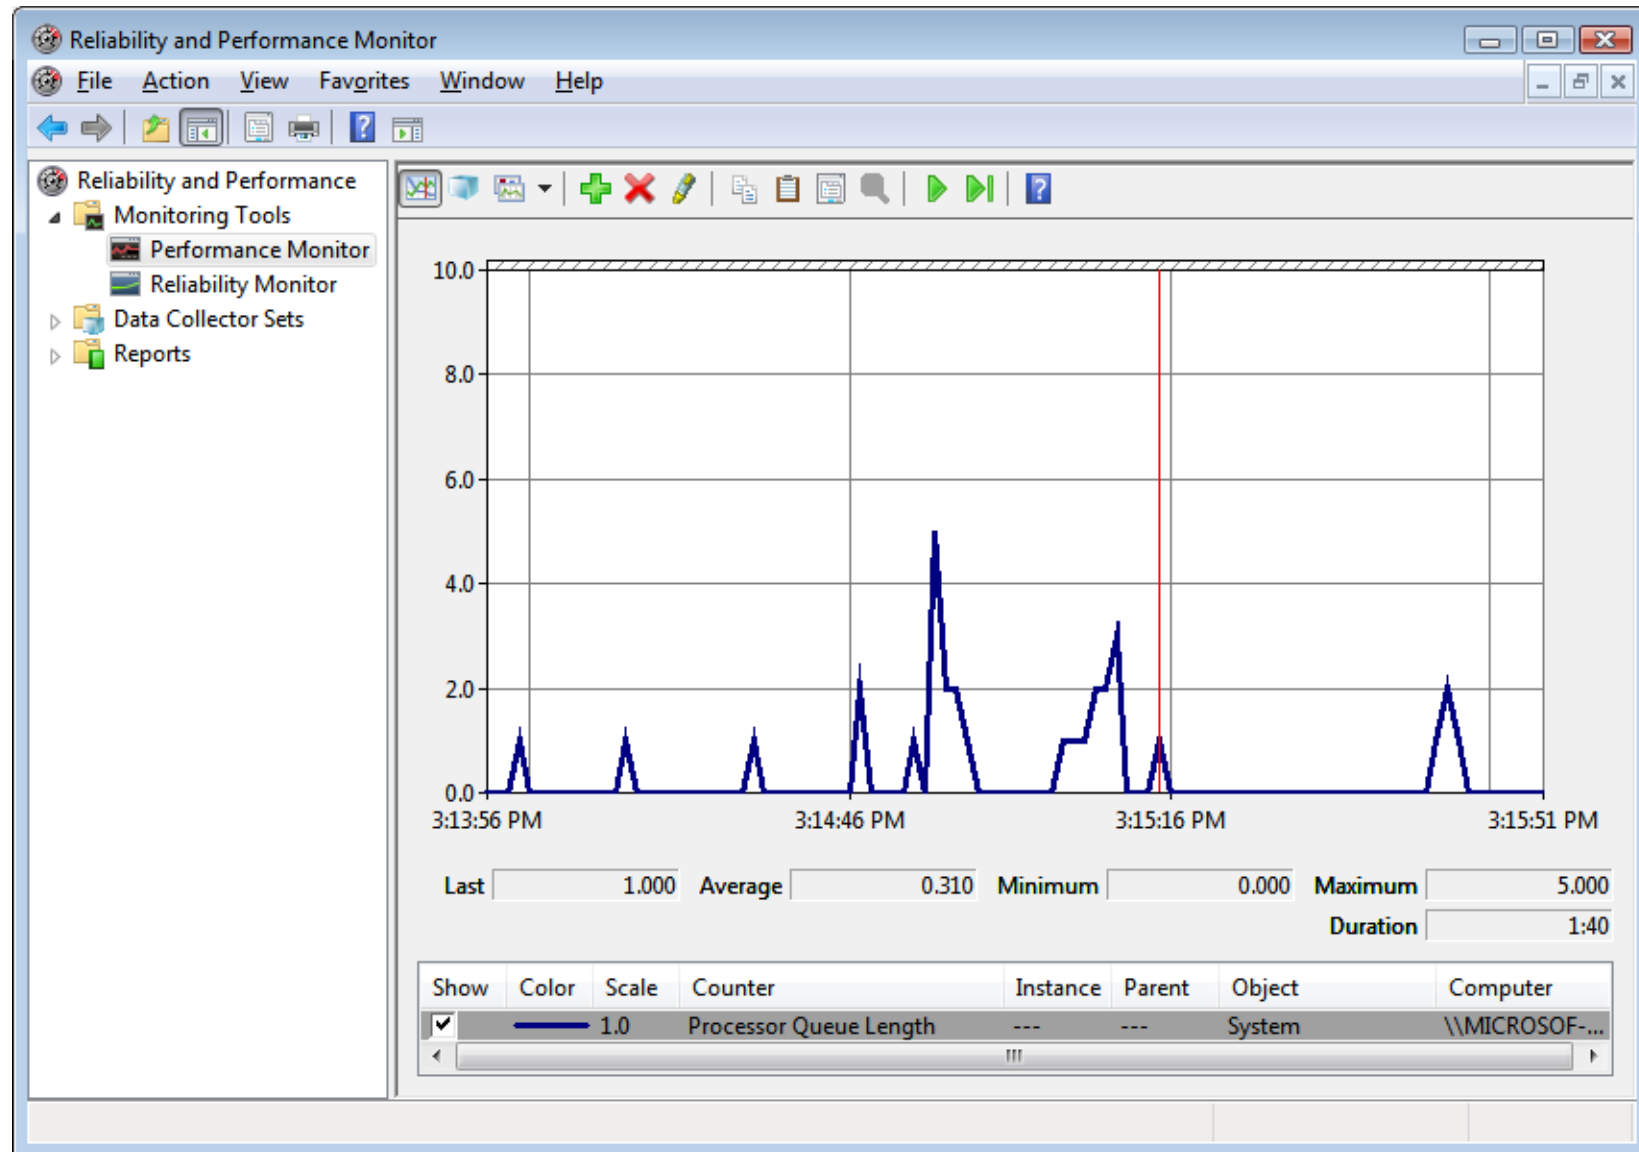 Reliability and Performance Monitor
File Action View Favorites Window Help
Reliability and Performance
Monitoring Tools
Performance Monitor
Reliability Monitor
Data Collector Sets
Reports
10.0
8.0
6.0
4.0
2.0
0.0
3:13:56 PM 3:14:46 PM 3:15:16 PM 3:15:51 PM
Last 1.000 Average 0.310 Minimum 0.000 Maximum 5.000
Duration 1:40
Show Color Scale Counter Instance Parent Object Computer
1.0 Processor Queue Length --- --- System \\MICROSOF-...